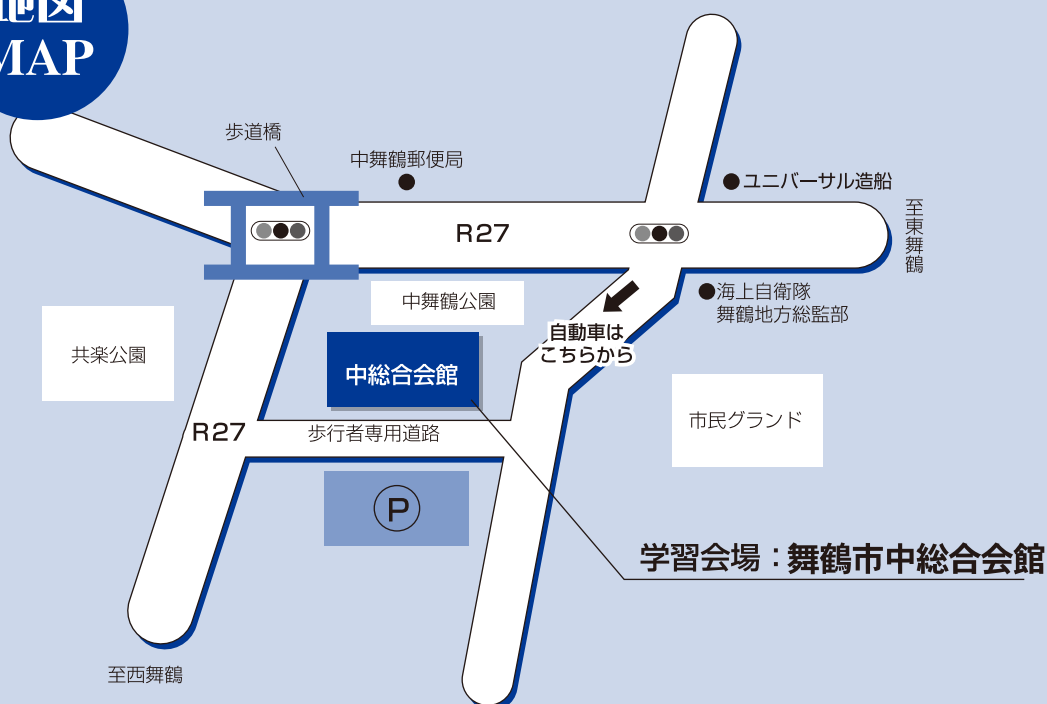 地図
MAP
歩道橋
中舞鶴郵便局
ユニバーサル造船
R27
至東舞鶴
海上自衛隊
舞鶴地方総監部
中舞鶴公園
自動車は
こちらから
共楽公園
中総合会館
市民グランド
R27
歩行者専用道路
P
学習会場：舞鶴市中総合会館
至西舞鶴